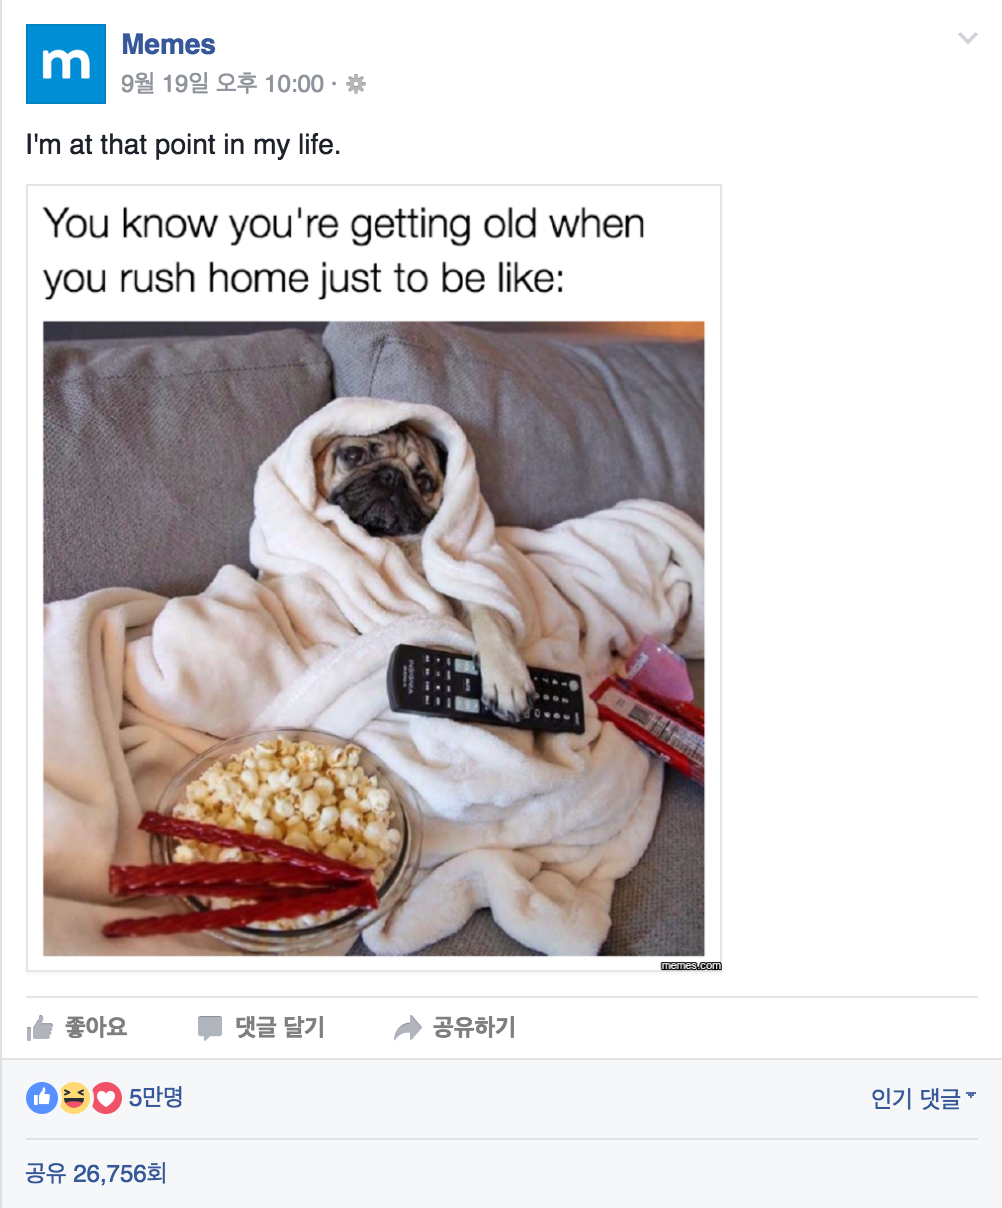 m
Memes
9월 19일 오후 10:00 ·
I'm at that point in my life.
You know you're getting old when
you rush home just to be like:
INSIGNIA
memes.com
좋아요 댓글 달기 공유하기
5만명 인기 댓글
공유 26,756회